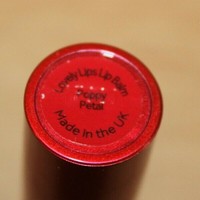 Lovely Lips Lip Balm
Poppy
Petal
Made in the UK